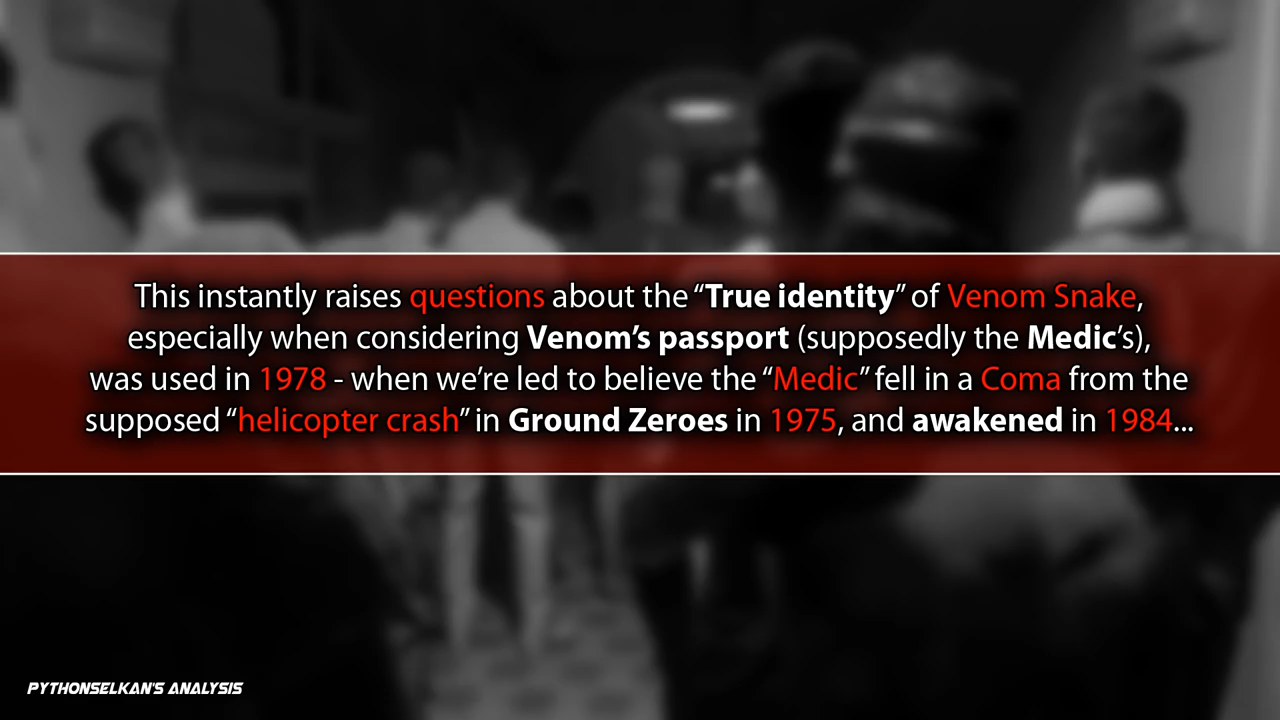 This instantly raises questions about the “True identity” of Venom Snake,
especially when considering Venom’s passport (supposedly the Medic’s),
was used in 1978 - when we’re led to believe the “Medic” fell in a Coma from the
supposed “helicopter crash” in Ground Zeroes in 1975, and awakened in 1984...
PYTHONSELKAN'S ANALYSIS